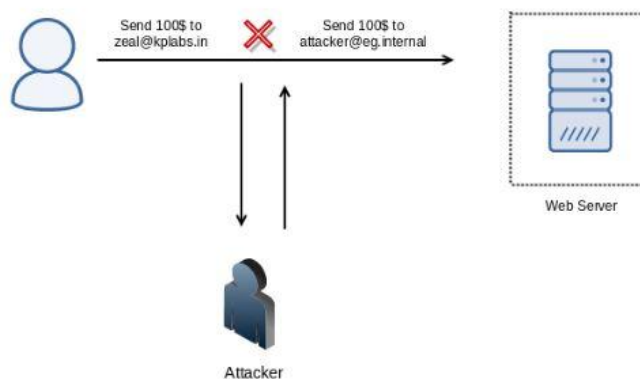 Send 100$ to
zeal@kplabs.in
Send 100$ to
attacker@eg.internal
Web Server
Attacker